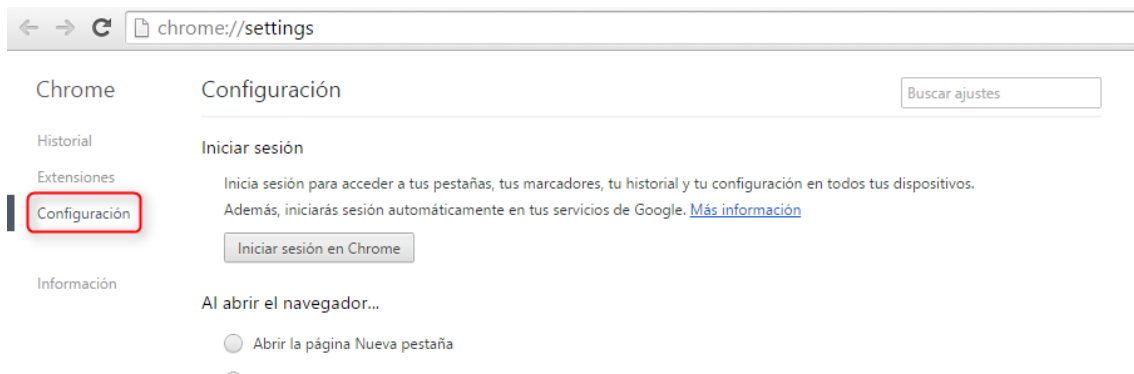 chrome://settings
Chrome
Historial
Extensiones
Configuración
Información
Configuración
Buscar ajustes
Iniciar sesión
Inicia sesión para acceder a tus pestañas, tus marcadores, tu historial y tu configuración en todos tus dispositivos.
Además, iniciarás sesión automáticamente en tus servicios de Google. Más información
Iniciar sesión en Chrome
Al abrir el navegador...
Abrir la página Nueva pestaña